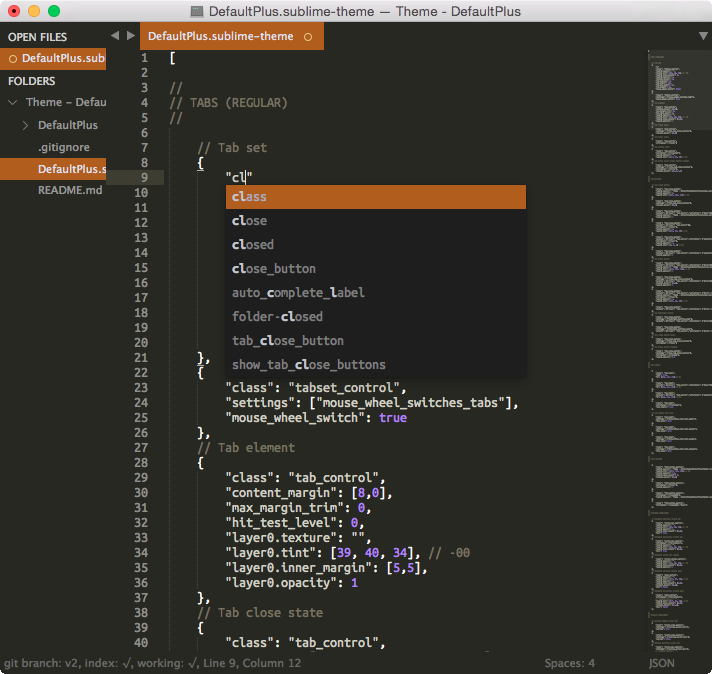 DefaultPlus.sublime-theme — Theme - DefaultPlus
OPEN FILES
DefaultPlus.sub
FOLDERS
Theme – Defau
DefaultPlus
.gitignore
DefaultPlus.s
README.md
DefaultPlus.sublime-theme
1 [
2
3 //
4 // TABS (REGULAR)
5 //
6
7 // Tab set
8 {
9 "cl"
10
11
12
13
14
15
16
17
18
19
20
class
close
closed
close_button
auto_complete_label
folder-closed
tab_close_button
show_tab_close_buttons
21 },
22 {
23 "class": "tabset_control",
24 "settings": ["mouse_wheel_switches_tabs"],
25 "mouse_wheel_switch": true
26 },
27 // Tab element
28 {
29 "class": "tab_control",
30 "content_margin": [8,0],
31 "max_margin_trim": 0,
32 "hit_test_level": 0,
33 "layer0.texture": "",
34 "layer0.tint": [39, 40, 34], // -00
35 "layer0.inner_margin": [5,5],
36 "layer0.opacity": 1
37 },
38 // Tab close state
39 {
40 "class": "tab_control",
git branch: v2, index: √, working: √, Line 9, Column 12
Spaces: 4
JSON